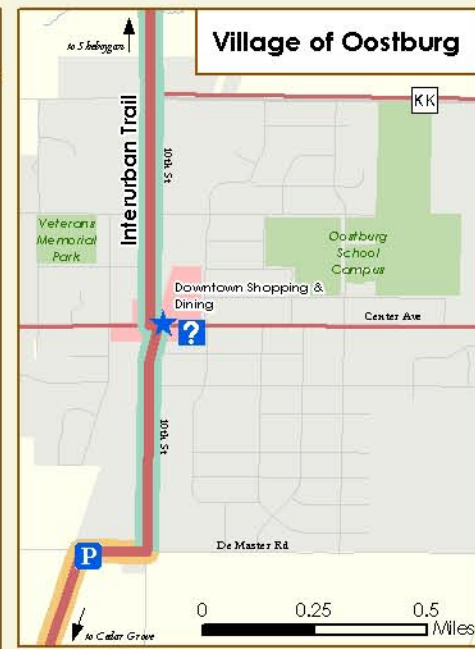 Village of Oostburg
to Sheboygan
KK
Interurban Trail
10th St
Veterans
Memorial
Park
Oostburg
School
Campus
Downtown Shopping &
Dining
?
Center Ave
10th St
De Master Rd
P
0 0.25 0.5
Miles
to Cedar Grove